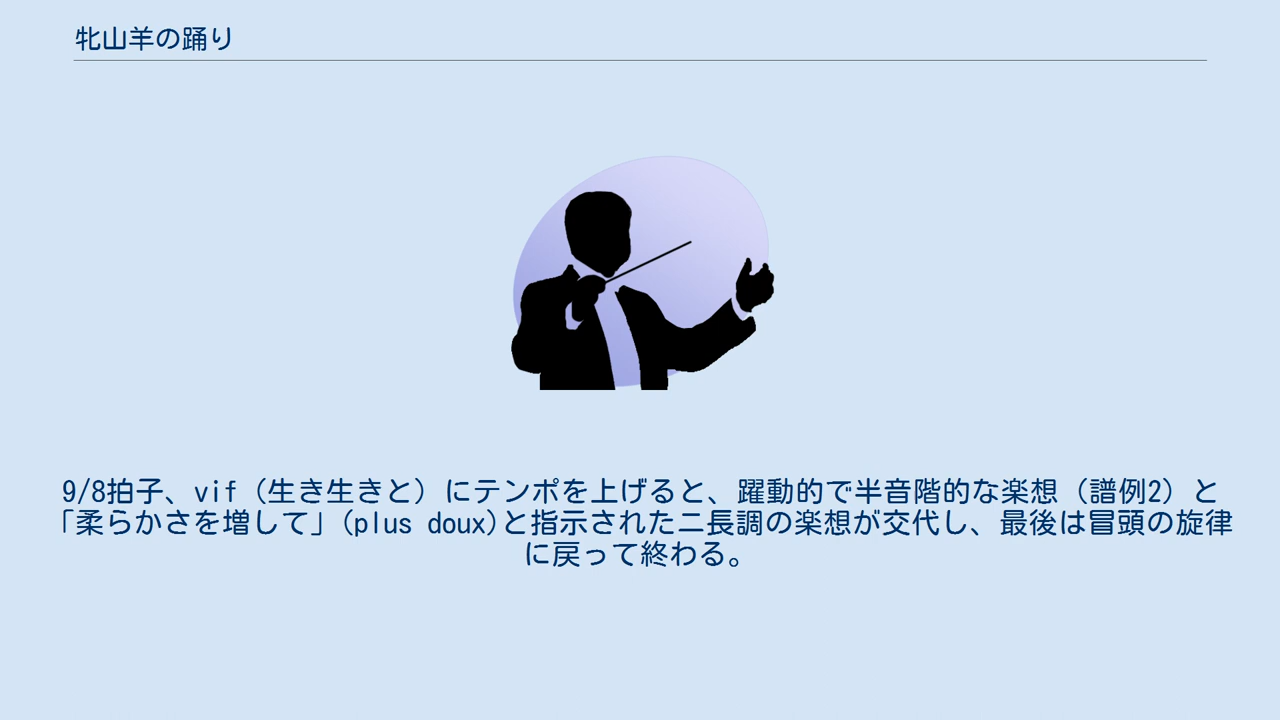 牝山羊の踊り
9/8拍子、vif（生き生きと）にテンポを上げると、躍動的で半音階的な楽想（譜例2）と
「柔らかさを増して」(plus doux)と指示されたニ長調の楽想が交代し、最後は冒頭の旋律
に戻って終わる。